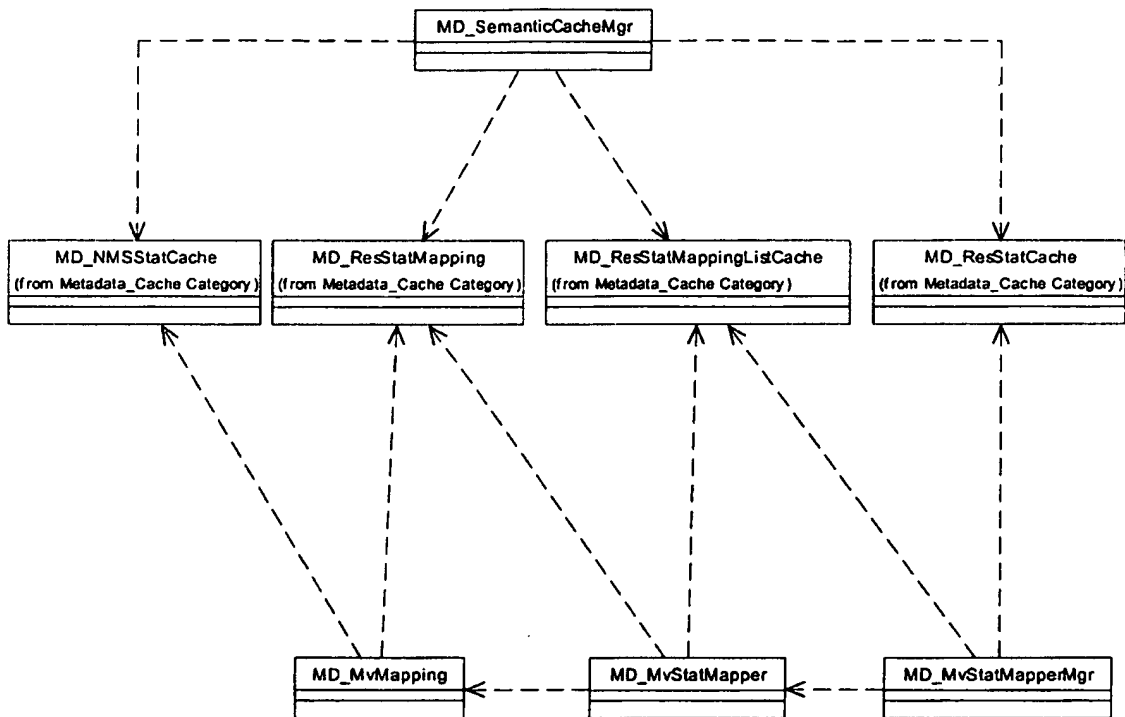 MD_SemanticCacheMgr
MD_NMSStatCache
(from Metadata_Cache Category)
MD_ResStatMapping
(from Metadata_Cache Category)
MD_ResStatMappingListCache
(from Metadata_Cache Category)
MD_ResStatCache
(from Metadata_Cache Category)
MD_MvMapping
MD_MvStatMapper
MD_MvStatMapperMgr